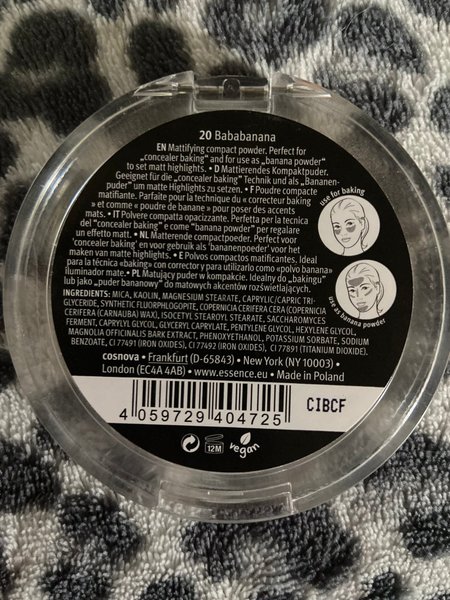 20 Bababanana
EN Mattifying compact powder. Perfect for
„concealer baking" and for use as „banana powder"
to set matt highlights. • D Mattierendes Kompaktpuder.
Geeignet für die „concealer baking" Technik und als „Bananen-
puder" um matte Highlights zu setzen. • F Poudre compacte
matifiante. Parfaite pour la technique du « correcteur baking
» et comme « poudre de banane » pour poser des accents
mats. • IT Polvere compatta opacizzante. Perfetta per la tecnica
del "concealer baking" e come "banana powder" per regalare
un effetto matt. • NL Matterende compactpoeder. Perfect voor
'concealer baking' en voor gebruik als 'bananenpoeder' voor het
maken van matte highlights. • E Polvos compactos matificantes. Ideal
para la técnica «baking» con corrector y para utilizarlo como «polvo banana»
iluminador mate. • PL Matujący puder w kompakcie. Idealny do „bakingu"
lub jako „puder bananowy" do matowych akcentów rozświetlających.
INGREDIENTS: MICA, KAOLIN, MAGNESIUM STEARATE, CAPRYLIC/CAPRIC TRI-
GLYCERIDE, SYNTHETIC FLUORPHLOGOPITE, COPERNICIA CERIFERA CERA (COPERNICIA
CERIFERA (CARNAUBA) WAX), ISOCETYL STEAROYL STEARATE, SACCHAROMYCES
FERMENT, CAPRYLYL GLYCOL, GLYCERYL CAPRYLATE, PENTYLENE GLYCOL, HEXYLENE GLYCOL,
MAGNOLIA OFFICINALIS BARK EXTRACT, PHENOXYETHANOL, POTASSIUM SORBATE, SODIUM
BENZOATE, CI 77491 (IRON OXIDES), CI 77492 (IRON OXIDES), CI 77891 (TITANIUM DIOXIDE).
cosnova • Frankfurt (D-65843) • New York (NY 10003) •
London (EC4A 4AB) • www.essence.eu • Made in Poland
use for baking
use as banana powder
4 059729 404725
CIBCF
12M
vegan